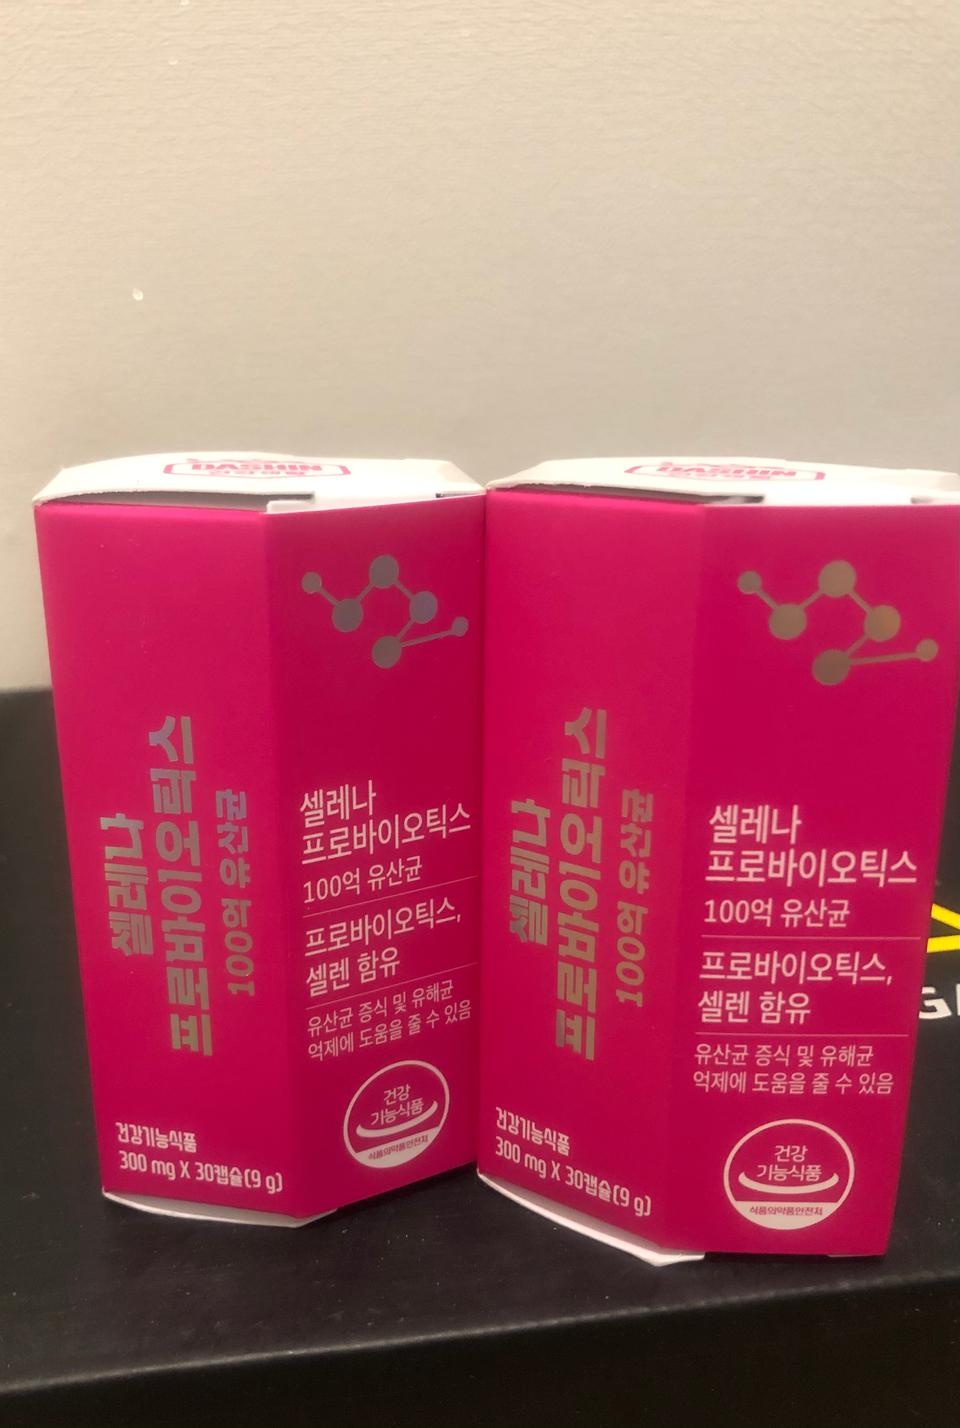 DASHIN
셀레나
프로바이오틱스
100억 유산균
건강기능식품
300 mg X 30캡슐(9 g)
셀레나
프로바이오틱스
100억 유산균
프로바이오틱스,
셀렌 함유
유산균 증식 및 유해균
억제에 도움을 줄 수 있음
건강
기능식품
식품의약품안전처
DASHIN
셀레나
프로바이오틱스
100억 유산균
건강기능식품
300 mg X 30캡슐(9 g)
셀레나
프로바이오틱스
100억 유산균
프로바이오틱스,
셀렌 함유
유산균 증식 및 유해균
억제에 도움을 줄 수 있음
건강
기능식품
식품의약품안전처